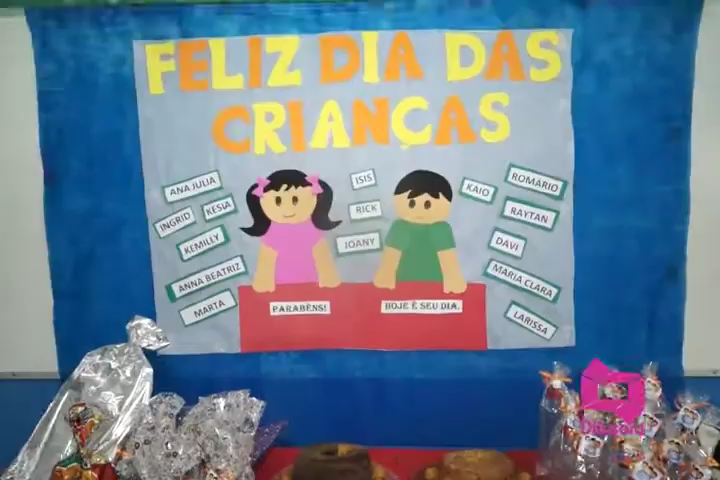 FELIZ DIA DAS
CRIANÇAS
ANA JULIA
INGRID
KESIA
KEMILLY
ANNA BEATRIZ
MARTA
ISIS
RICK
JOANY
KAIO
ROMÁRIO
RAYTAN
DAVI
MARIA CLARA
LARISSA
PARABÉNS!
HOJE É SEU DIA.